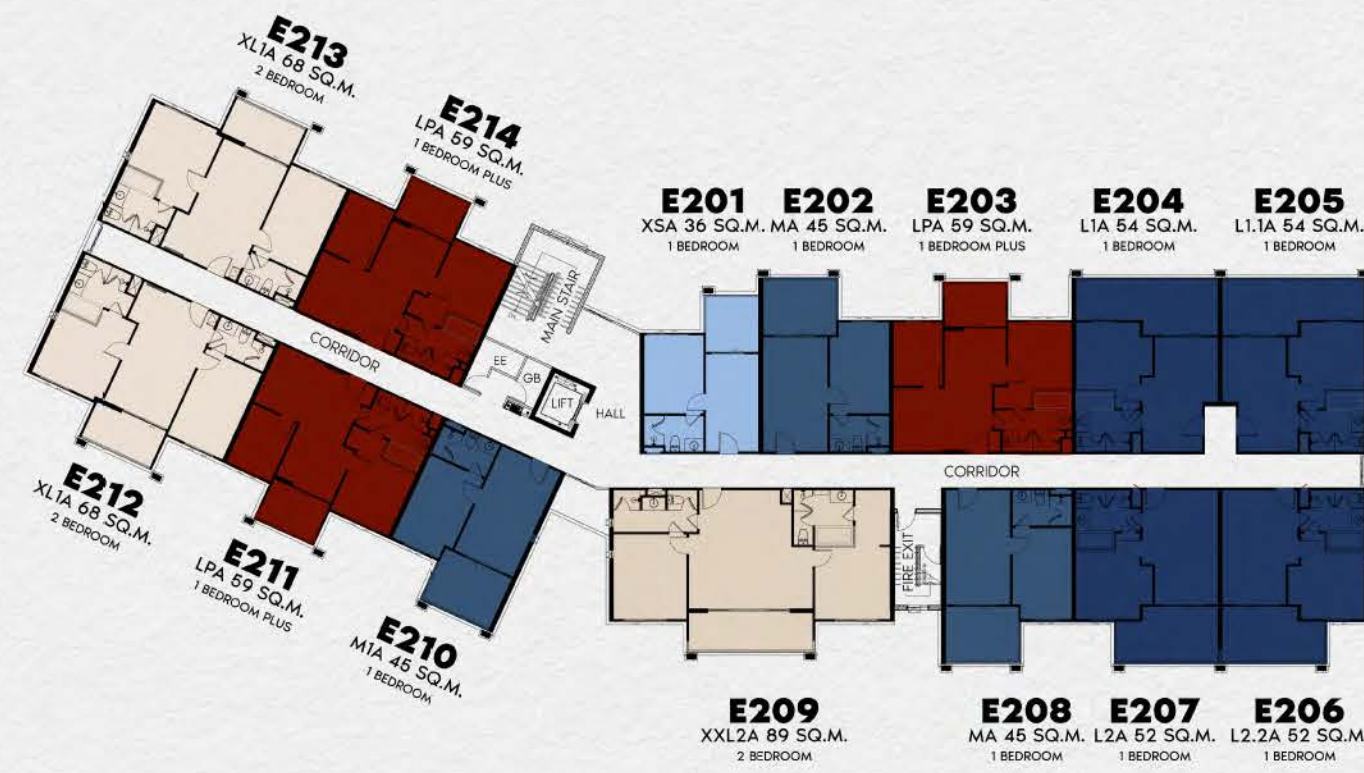 E213
XL1A 68 SQ.M.
2 BEDROOM
E214
LPA 59 SQ.M.
1 BEDROOM PLUS
E201
XSA 36 SQ.M.
1 BEDROOM
E202
MA 45 SQ.M.
1 BEDROOM
E203
LPA 59 SQ.M.
1 BEDROOM PLUS
E204
L1A 54 SQ.M.
1 BEDROOM
E205
L1.1A 54 SQ.M.
1 BEDROOM
MAIN STAIR
CORRIDOR
EE
GB
LIFT
HALL
CORRIDOR
FIRE EXIT
E212
XL1A 68 SQ.M.
2 BEDROOM
E211
LPA 59 SQ.M.
1 BEDROOM PLUS
E210
M1A 45 SQ.M.
1 BEDROOM
E209
XXL2A 89 SQ.M.
2 BEDROOM
E208
MA 45 SQ.M.
1 BEDROOM
E207
L2A 52 SQ.M.
1 BEDROOM
E206
L2.2A 52 SQ.M
1 BEDROOM